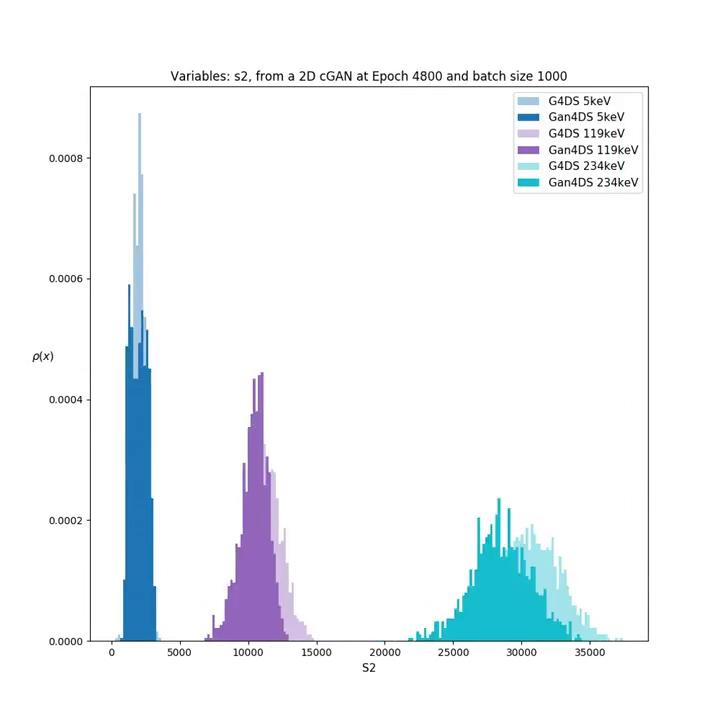 Variables: s2, from a 2D cGAN at Epoch 4800 and batch size 1000
G4DS 5keV
Gan4DS 5keV
G4DS 119keV
Gan4DS 119keV
G4DS 234keV
Gan4DS 234keV
0.0008
0.0006
ρ(x)
0.0004
0.0002
0.0000
0 5000 10000 15000 20000 25000 30000 35000
S2